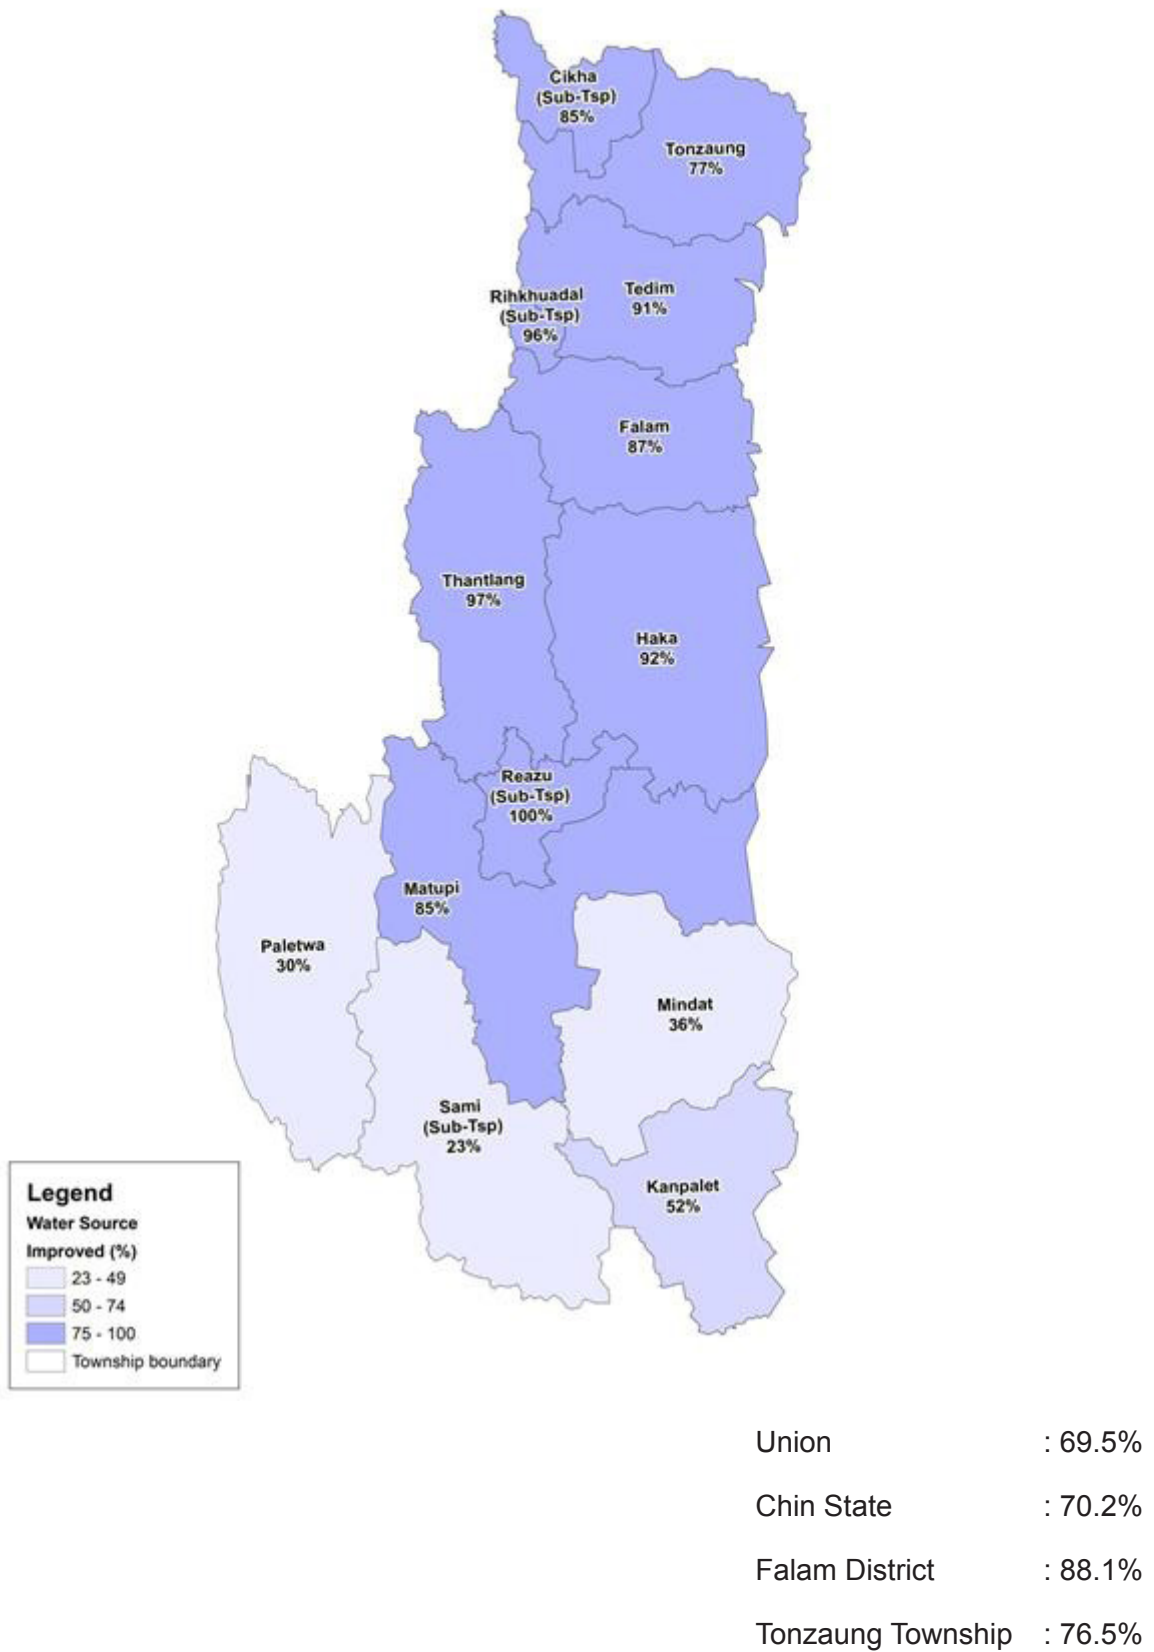 Cikha
(Sub-Tsp)
85%
Tonzaung
77%
Rihkhuadal
(Sub-Tsp)
96%
Tedim
91%
Falam
87%
Thantlang
97%
Haka
92%
Reazu
(Sub-Tsp)
100%
Matupi
85%
Paletwa
30%
Mindat
36%
Sami
(Sub-Tsp)
23%
Kanpalet
52%
Legend
Water Source
Improved (%)
23 - 49
50 - 74
75 - 100
Township boundary
Union : 69.5%
Chin State : 70.2%
Falam District : 88.1%
Tonzaung Township : 76.5%